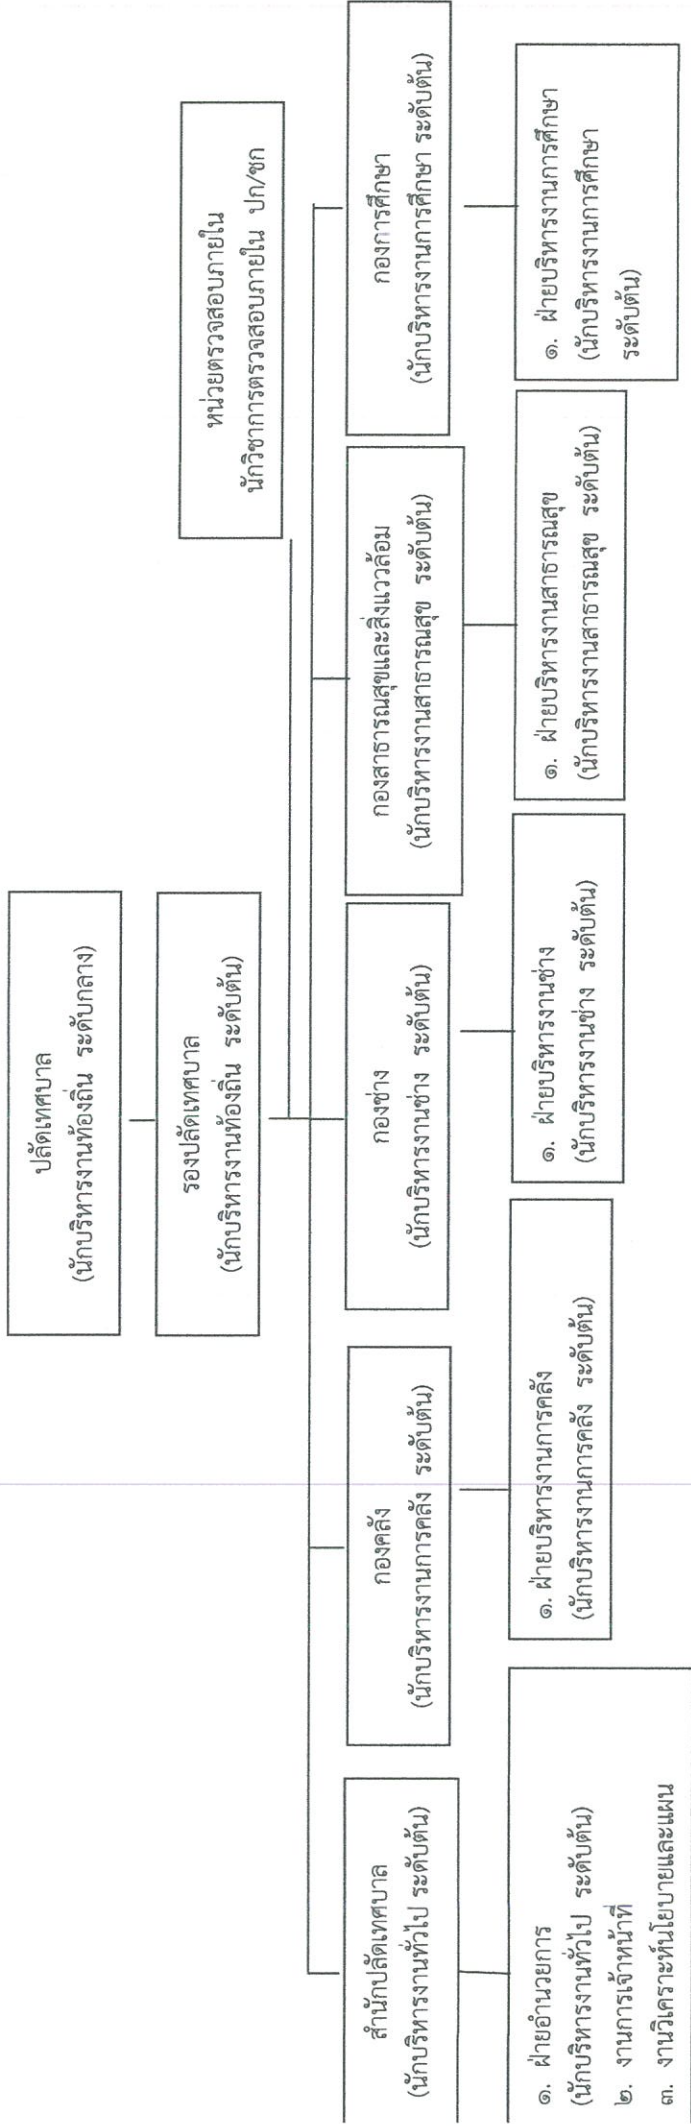 ปลัดเทศบาล
(นักบริหารงานท้องถิ่น ระดับกลาง)
รองปลัดเทศบาล
(นักบริหารงานท้องถิ่น ระดับต้น)
หน่วยตรวจสอบภายใน
นักวิชาการตรวจสอบภายใน ปก/ชก
สำนักปลัดเทศบาล
(นักบริหารงานทั่วไป ระดับต้น)
กองคลัง
(นักบริหารงานการคลัง ระดับต้น)
กองช่าง
(นักบริหารงานช่าง ระดับต้น)
กองสาธารณสุขและสิ่งแววล้อม
(นักบริหารงานสาธารณสุข ระดับต้น)
กองการศึกษา
(นักบริหารงานการศึกษา ระดับต้น)
๑. ฝ่ายอำนวยการ
(นักบริหารงานทั่วไป ระดับต้น)
๒. งานการเจ้าหน้าที่
๓. งานวิเคราะห์นโยบายและแผน
๑. ฝ่ายบริหารงานการคลัง
(นักบริหารงานการคลัง ระดับต้น)
๑. ฝ่ายบริหารงานช่าง
(นักบริหารงานช่าง ระดับต้น)
๑. ฝ่ายบริหารงานสาธารณสุข
(นักบริหารงานสาธารณสุข ระดับต้น)
๑. ฝ่ายบริหารงานการศึกษา
(นักบริหารงานการศึกษา
ระดับต้น)